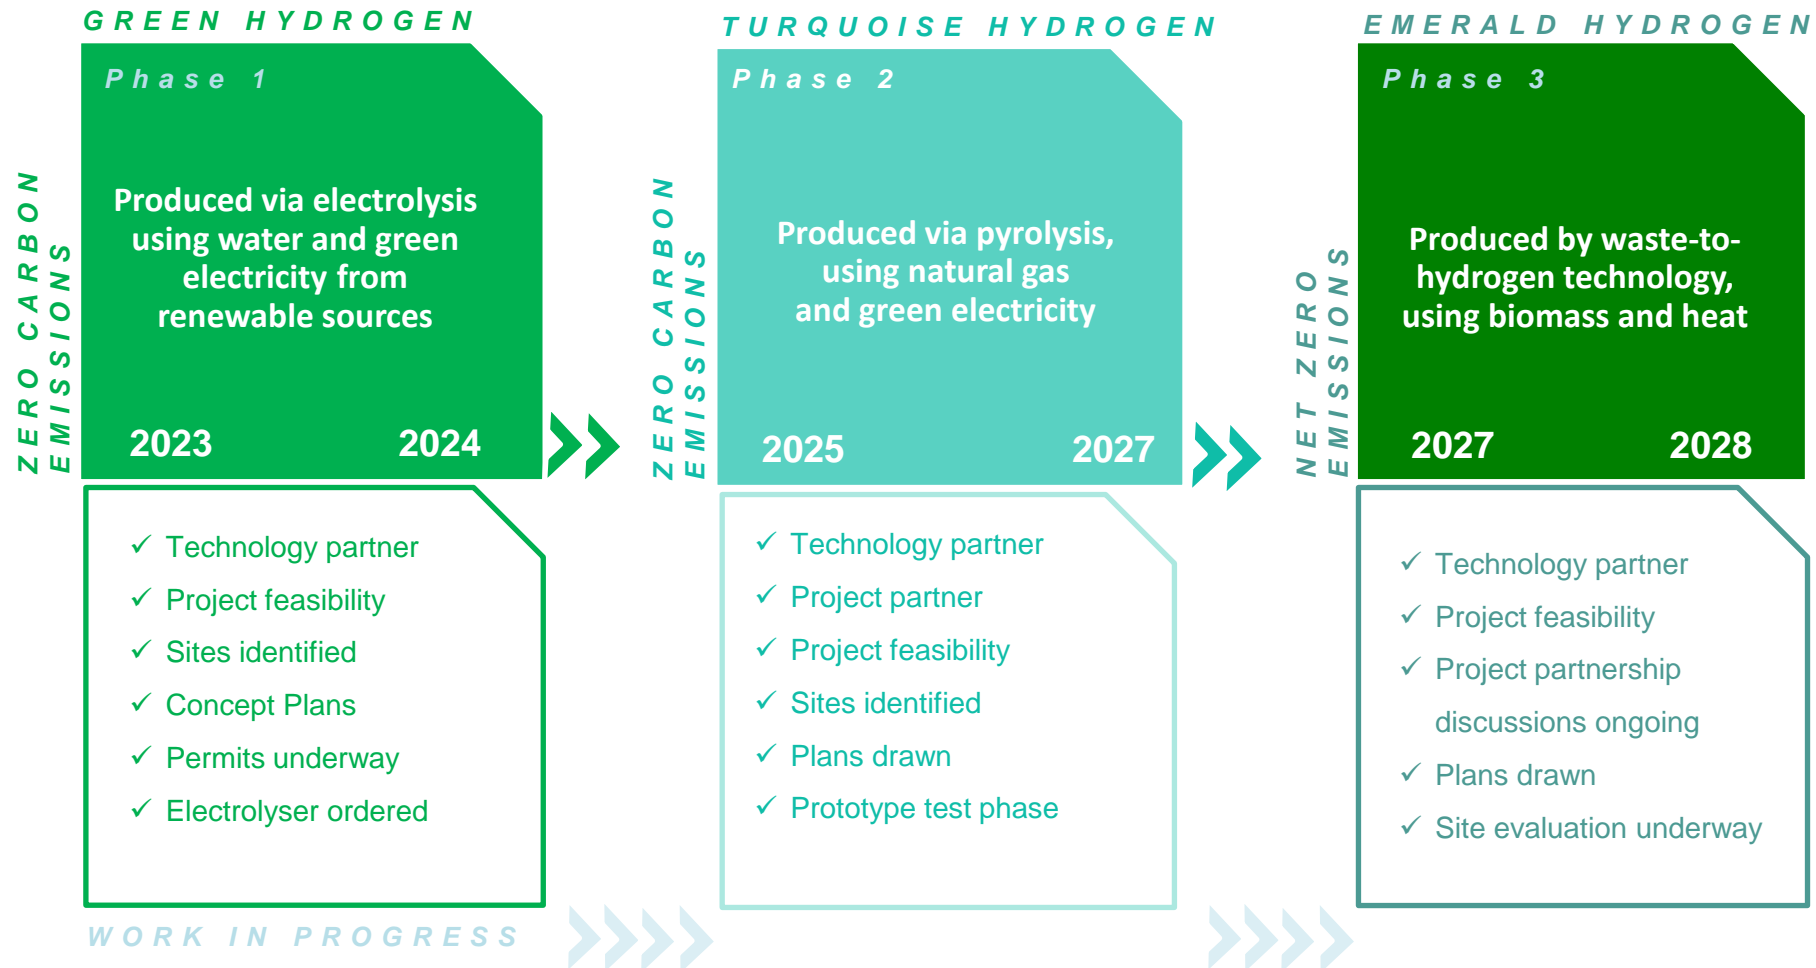 GREEN HYDROGEN
Phase 1
ZERO CARBON
EMISSIONS
Produced via electrolysis
using water and green
electricity from
renewable sources
2023 2024
✓ Technology partner
✓ Project feasibility
✓ Sites identified
✓ Concept Plans
✓ Permits underway
✓ Electrolyser ordered
TURQUOISE HYDROGEN
Phase 2
ZERO CARBON
EMISSIONS
Produced via pyrolysis,
using natural gas
and green electricity
2025 2027
✓ Technology partner
✓ Project partner
✓ Project feasibility
✓ Sites identified
✓ Plans drawn
✓ Prototype test phase
EMERALD HYDROGEN
Phase 3
NET ZERO
EMISSIONS
Produced by waste-to-
hydrogen technology,
using biomass and heat
2027 2028
✓ Technology partner
✓ Project feasibility
✓ Project partnership
discussions ongoing
✓ Plans drawn
✓ Site evaluation underway
WORK IN PROGRESS